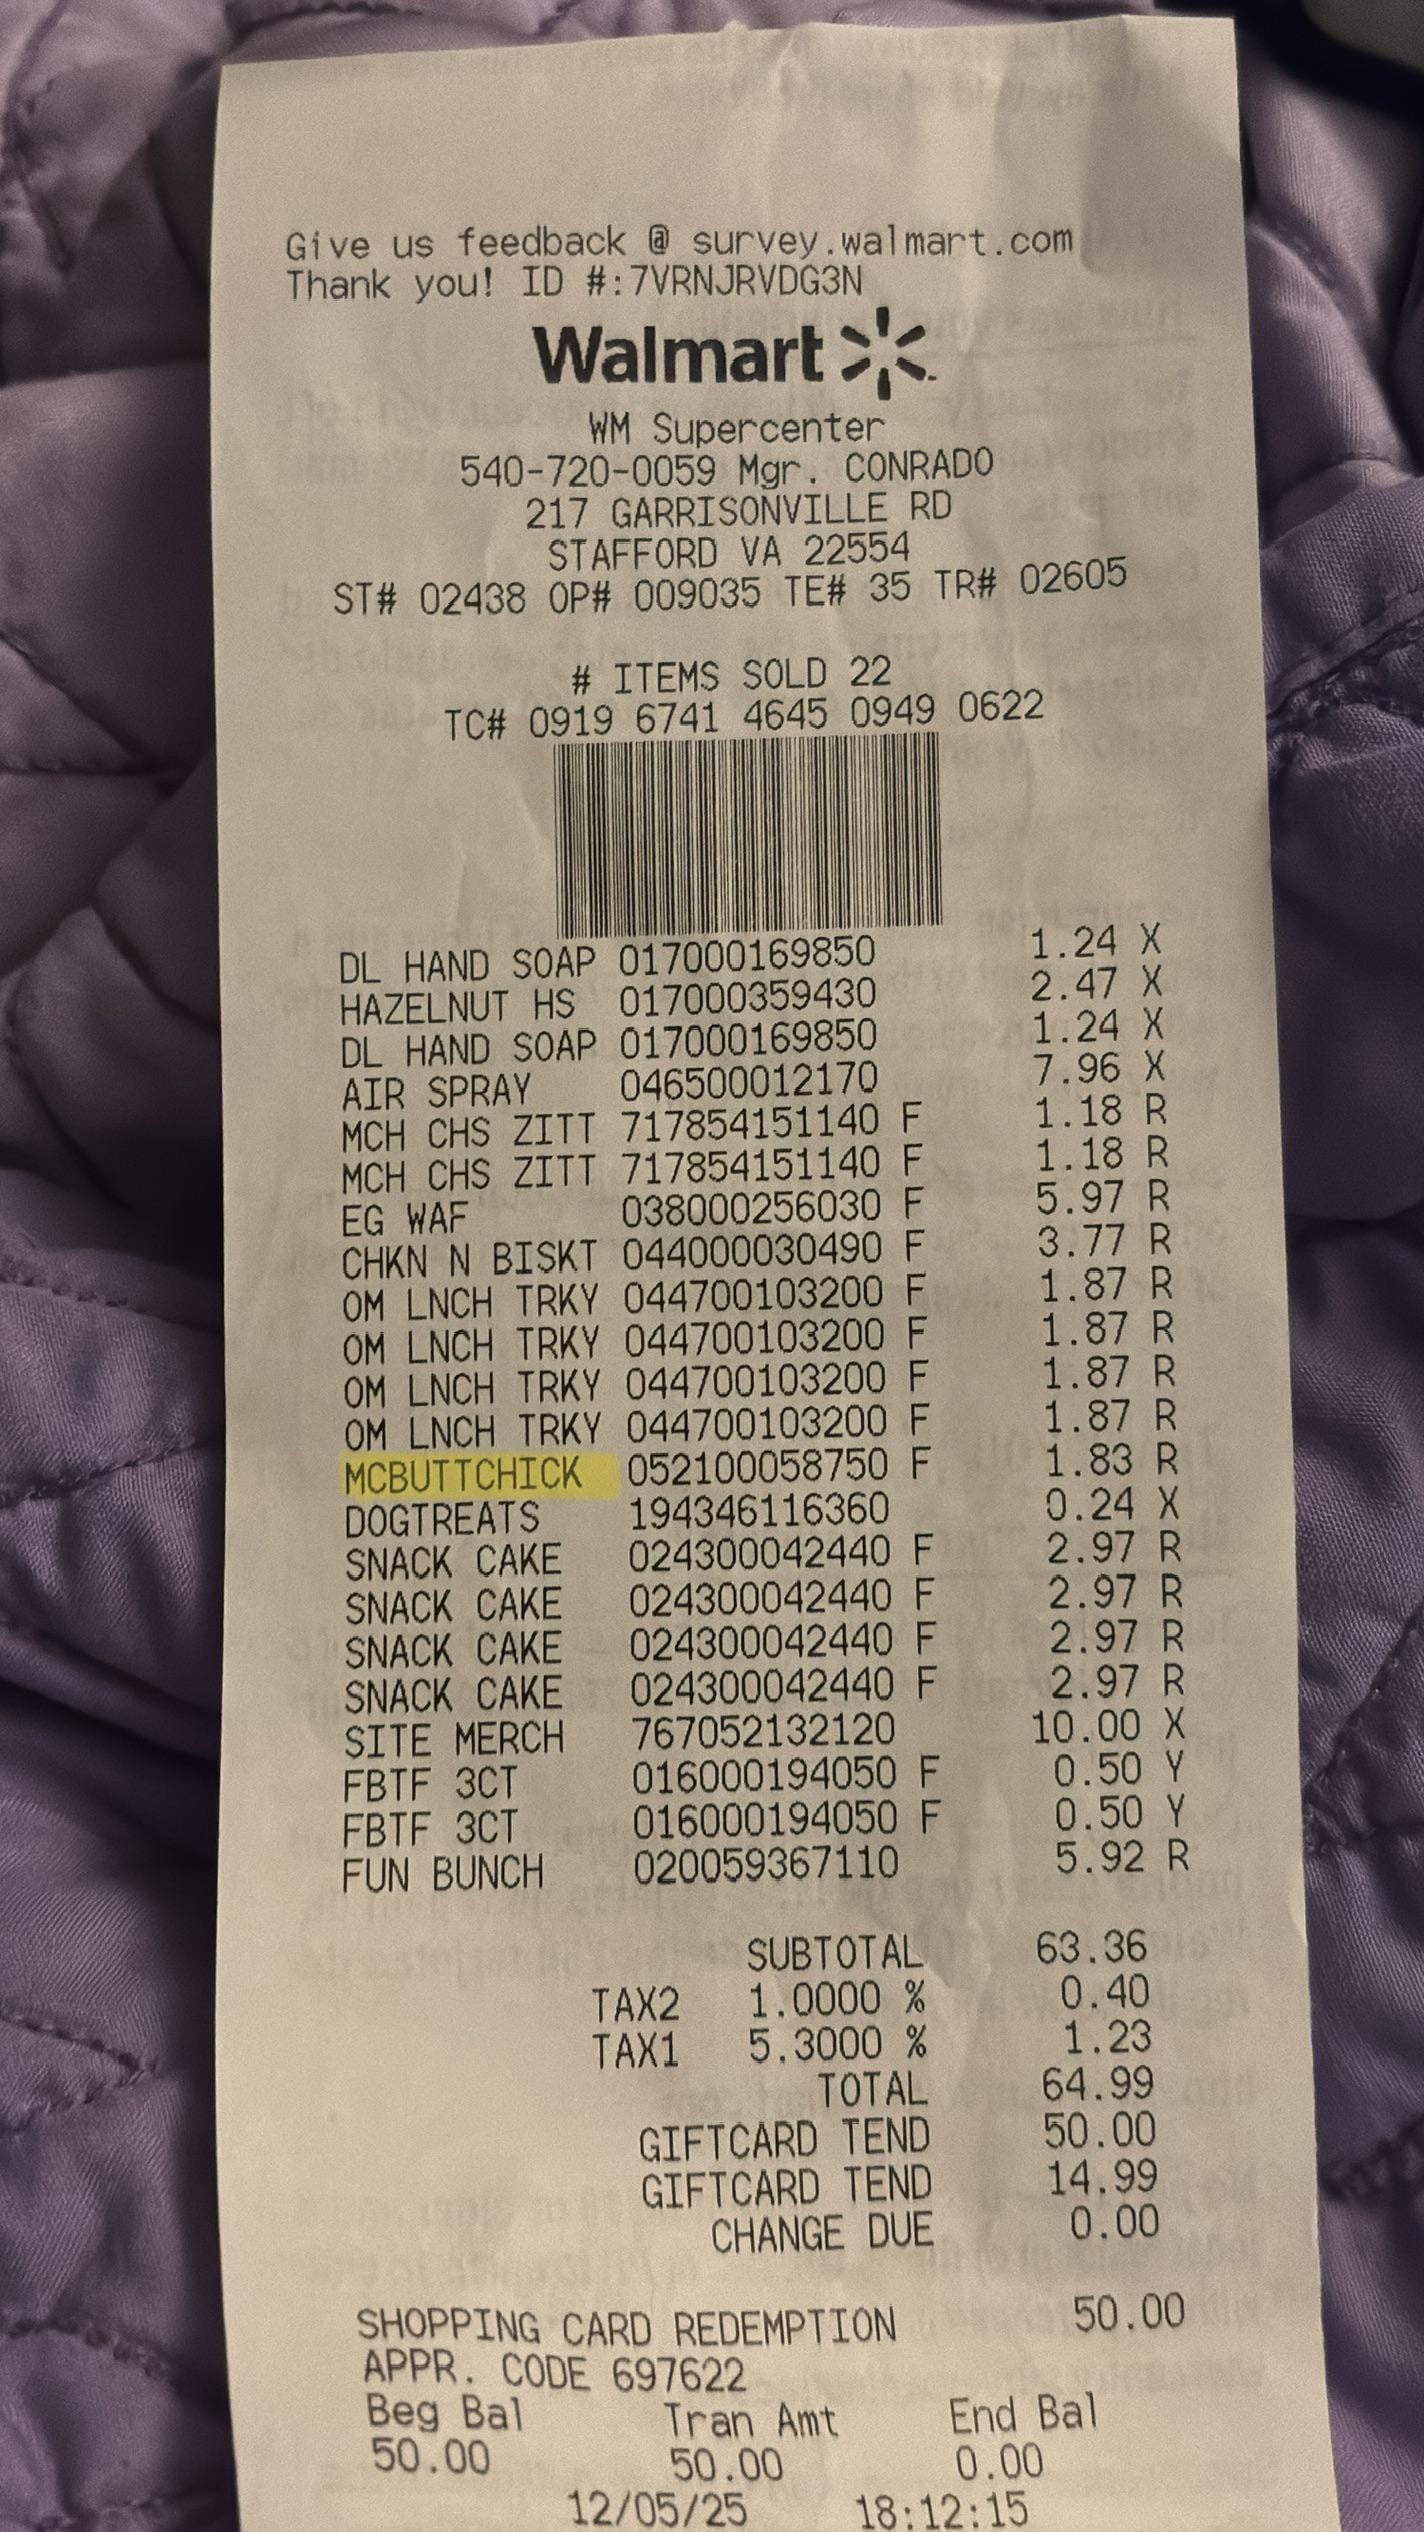 Give us feedback @ survey.walmart.com
Thank you! ID #:7VRNJRVDG3N
Walmart
WM Supercenter
540-720-0059 Mgr. CONRADO
217 GARRISONVILLE RD
STAFFORD VA 22554
ST# 02438 OP# 009035 TE# 35 TR# 02605
# ITEMS SOLD 22
TC# 0919 6741 4645 0949 0622
DL HAND SOAP 017000169850 1.24 X
HAZELNUT HS 017000359430 2.47 X
DL HAND SOAP 017000169850 1.24 X
AIR SPRAY 046500012170 7.96 X
MCH CHS ZITT 717854151140 F 1.18 R
MCH CHS ZITT 717854151140 F 1.18 R
EG WAF 038000256030 F 5.97 R
CHKN N BISKT 044000030490 F 3.77 R
OM LNCH TRKY 044700103200 F 1.87 R
OM LNCH TRKY 044700103200 F 1.87 R
OM LNCH TRKY 044700103200 F 1.87 R
OM LNCH TRKY 044700103200 F 1.87 R
MCBUTTCHICK 052100058750 F 1.83 R
DOGTREATS 194346116360 0.24 X
SNACK CAKE 024300042440 F 2.97 R
SNACK CAKE 024300042440 F 2.97 R
SNACK CAKE 024300042440 F 2.97 R
SNACK CAKE 024300042440 F 2.97 R
SITE MERCH 767052132120 10.00 X
FBTF 3CT 016000194050 F 0.50 Y
FBTF 3CT 016000194050 F 0.50 Y
FUN BUNCH 020059367110 5.92 R
SUBTOTAL 63.36
TAX2 1.0000 % 0.40
TAX1 5.3000 % 1.23
TOTAL 64.99
GIFTCARD TEND 50.00
GIFTCARD TEND 14.99
CHANGE DUE 0.00
SHOPPING CARD REDEMPTION 50.00
APPR. CODE 697622
Beg Bal Tran Amt End Bal
50.00 50.00 0.00
12/05/25 18:12:15